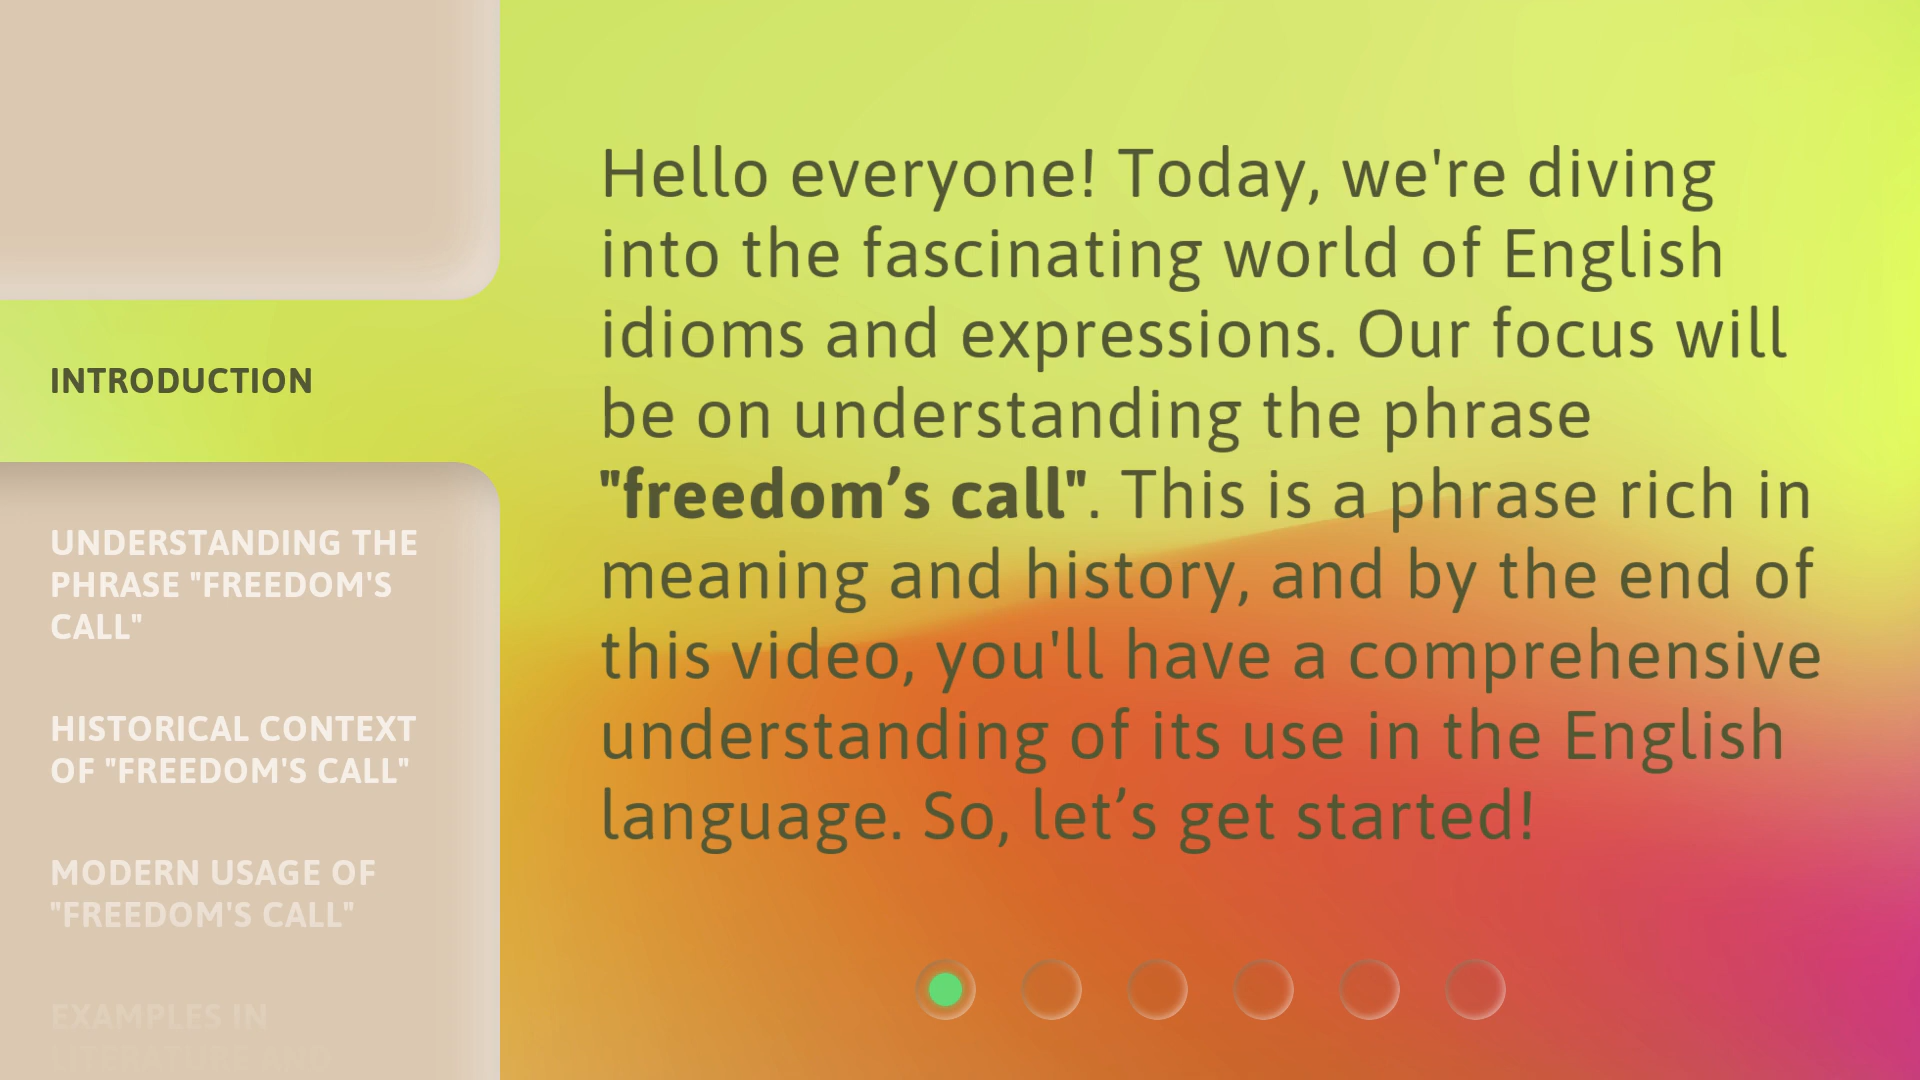 INTRODUCTION
UNDERSTANDING THE
PHRASE "FREEDOM'S
CALL"
HISTORICAL CONTEXT
OF "FREEDOM'S CALL"
MODERN USAGE OF
"FREEDOM'S CALL"
EXAMPLES IN
LITERATURE AND
Hello everyone! Today, we're diving
into the fascinating world of English
idioms and expressions. Our focus will
be on understanding the phrase
"freedom’s call". This is a phrase rich in
meaning and history, and by the end of
this video, you'll have a comprehensive
understanding of its use in the English
language. So, let’s get started!